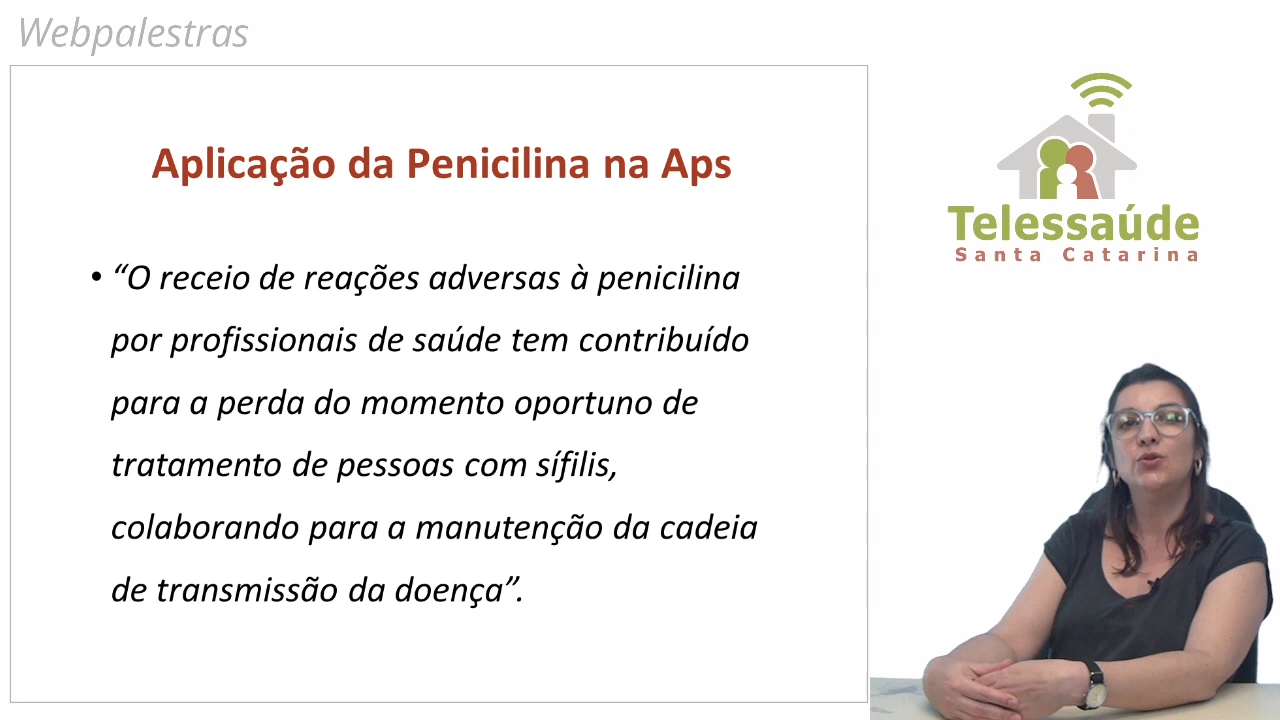 Webpalestras
Aplicação da Penicilina na Aps
• “O receio de reações adversas à penicilina
por profissionais de saúde tem contribuído
para a perda do momento oportuno de
tratamento de pessoas com sífilis,
colaborando para a manutenção da cadeia
de transmissão da doença”.
Telessaúde
Santa Catarina